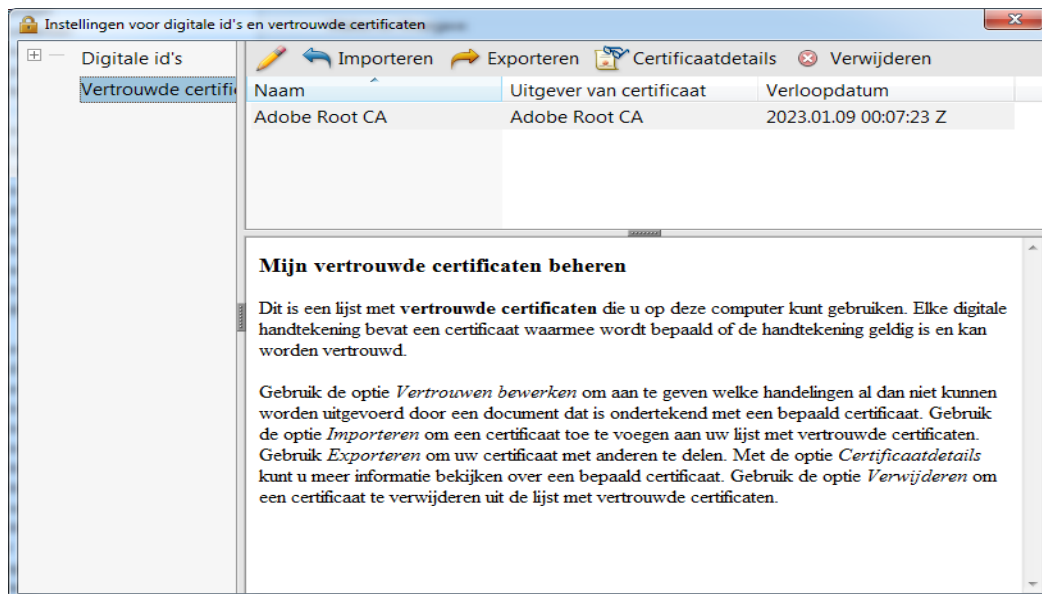 Instellingen voor digitale id's en vertrouwde certificaten
Digitale id's
Vertrouwde certific
Importeren Exporteren Certificaatdetails Verwijderen
Naam Uitgever van certificaat Verloopdatum
Adobe Root CA Adobe Root CA 2023.01.09 00:07:23 Z
Mijn vertrouwde certificaten beheren
Dit is een lijst met vertrouwde certificaten die u op deze computer kunt gebruiken. Elke digitale
handtekening bevat een certificaat waarmee wordt bepaald of de handtekening geldig is en kan
worden vertrouwd.
Gebruik de optie Vertrouwen bewerken om aan te geven welke handelingen al dan niet kunnen
worden uitgevoerd door een document dat is ondertekend met een bepaald certificaat. Gebruik
de optie Importeren om een certificaat toe te voegen aan uw lijst met vertrouwde certificaten.
Gebruik Exporteren om uw certificaat met anderen te delen. Met de optie Certificaatdetails
kunt u meer informatie bekijken over een bepaald certificaat. Gebruik de optie Verwijderen om
een certificaat te verwijderen uit de lijst met vertrouwde certificaten.